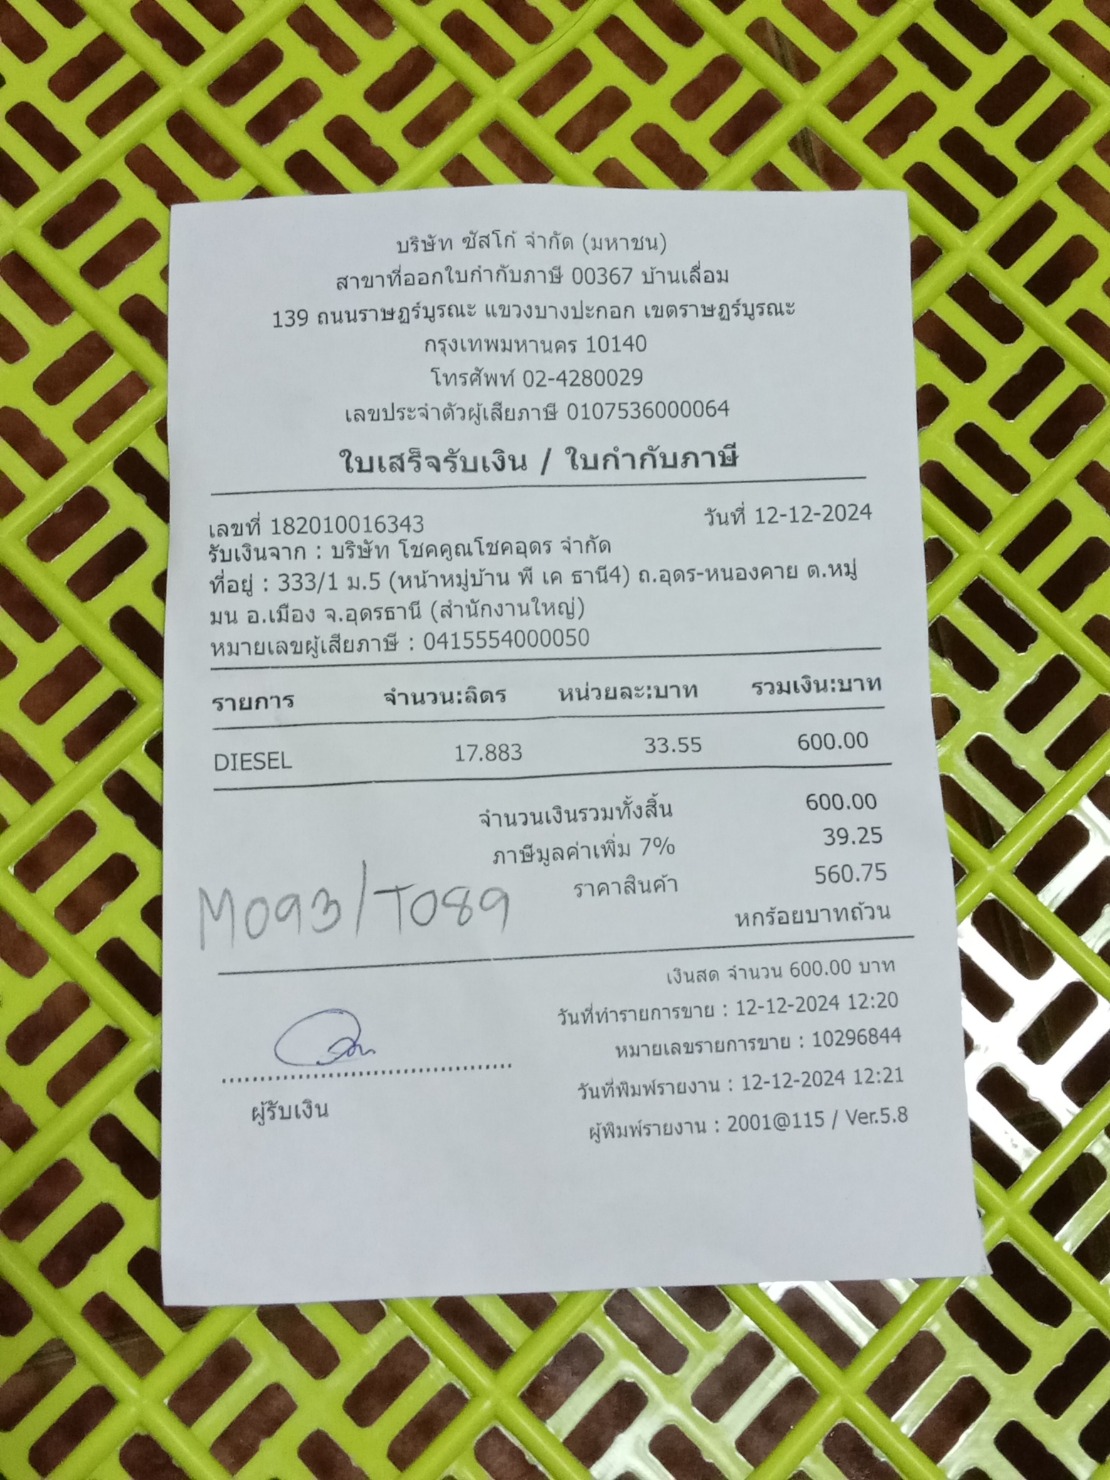 บริษัท ซัสโก้ จำกัด (มหาชน)
สาขาที่ออกใบกำกับภาษี 00367 บ้านเลื่อม
139 ถนนราษฎร์บูรณะ แขวงบางปะกอก เขตราษฎร์บูรณะ
กรุงเทพมหานคร 10140
โทรศัพท์ 02-4280029
เลขประจำตัวผู้เสียภาษี 0107536000064
ใบเสร็จรับเงิน / ใบกำกับภาษี
เลขที่ 182010016343 วันที่ 12-12-2024
รับเงินจาก : บริษัท โชคคูณโชคอุดร จำกัด
ที่อยู่ : 333/1 ม.5 (หน้าหมู่บ้าน พี เค ธานี4) ถ.อุดร-หนองคาย ต.หมู
มน อ.เมือง จ.อุดรธานี (สำนักงานใหญ่)
หมายเลขผู้เสียภาษี : 0415554000050
รายการ จำนวน:ลิตร หน่วยละ:บาท รวมเงิน:บาท
DIESEL 17.883 33.55 600.00
จำนวนเงินรวมทั้งสิ้น 600.00
ภาษีมูลค่าเพิ่ม 7% 39.25
ราคาสินค้า 560.75
M093/T089
หกร้อยบาทถ้วน
เงินสด จำนวน 600.00 บาท
วันที่ทำรายการขาย : 12-12-2024 12:20
หมายเลขรายการขาย : 10296844
วันที่พิมพ์รายงาน : 12-12-2024 12:21
ผู้รับเงิน
ผู้พิมพ์รายงาน : 2001@115 / Ver.5.8